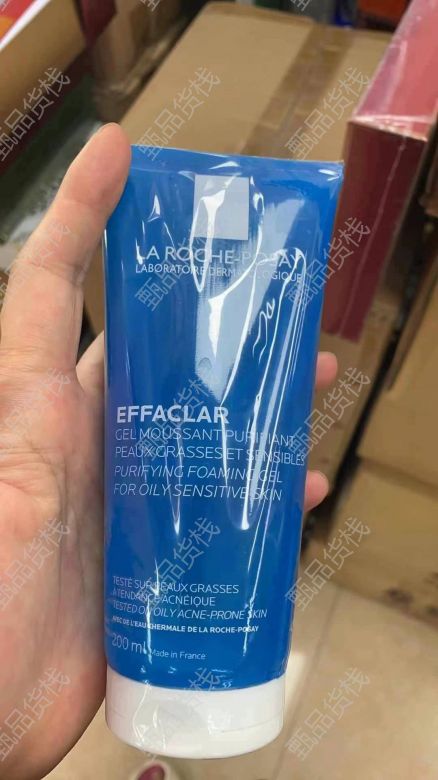 LA ROCHE-POSAY
LABORATOIRE DERMATOLOGIQUE
EFFACLAR
GEL MOUSSANT PURIFIANT
PEAUX GRASSES ET SENSIBLES
PURIFYING FOAMING GEL
FOR OILY SENSITIVE SKIN
TESTÉ SUR PEAUX GRASSES
À TENDANCE ACNÉIQUE
TESTED ON OILY ACNE-PRONE SKIN
AVEC DE L'EAU THERMALE DE LA ROCHE-POSAY
200 ml Made in France
甄品货栈